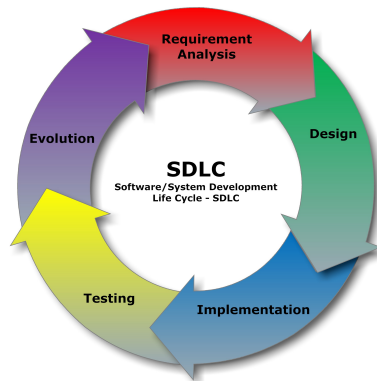 Requirement
Analysis
Design
Implementation
Testing
Evolution
SDLC
Software/System Development
Life Cycle - SDLC